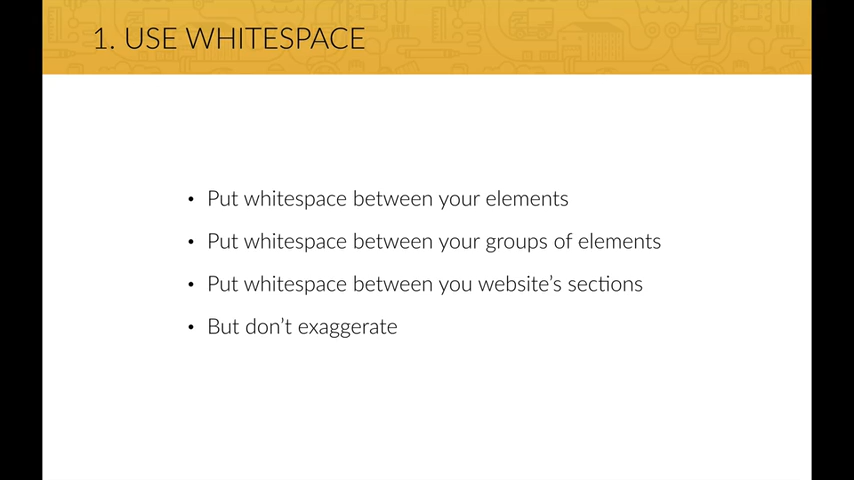 1. USE WHITESPACE
• Put whitespace between your elements
• Put whitespace between your groups of elements
• Put whitespace between you website’s sections
• But don’t exaggerate